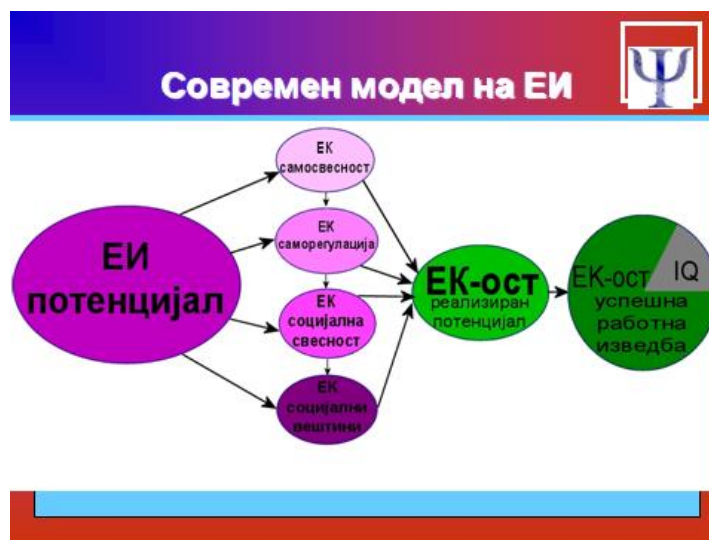 Современ модел на ЕИ
Ψ
ЕИ
потенцијал
ЕК
самосвесност
ЕК
саморегулација
ЕК
социјална
свесност
ЕК
социјални
вештини
ЕК-ост
реализиран
потенцијал
ЕК-ост
IQ
успешна
работна
изведба